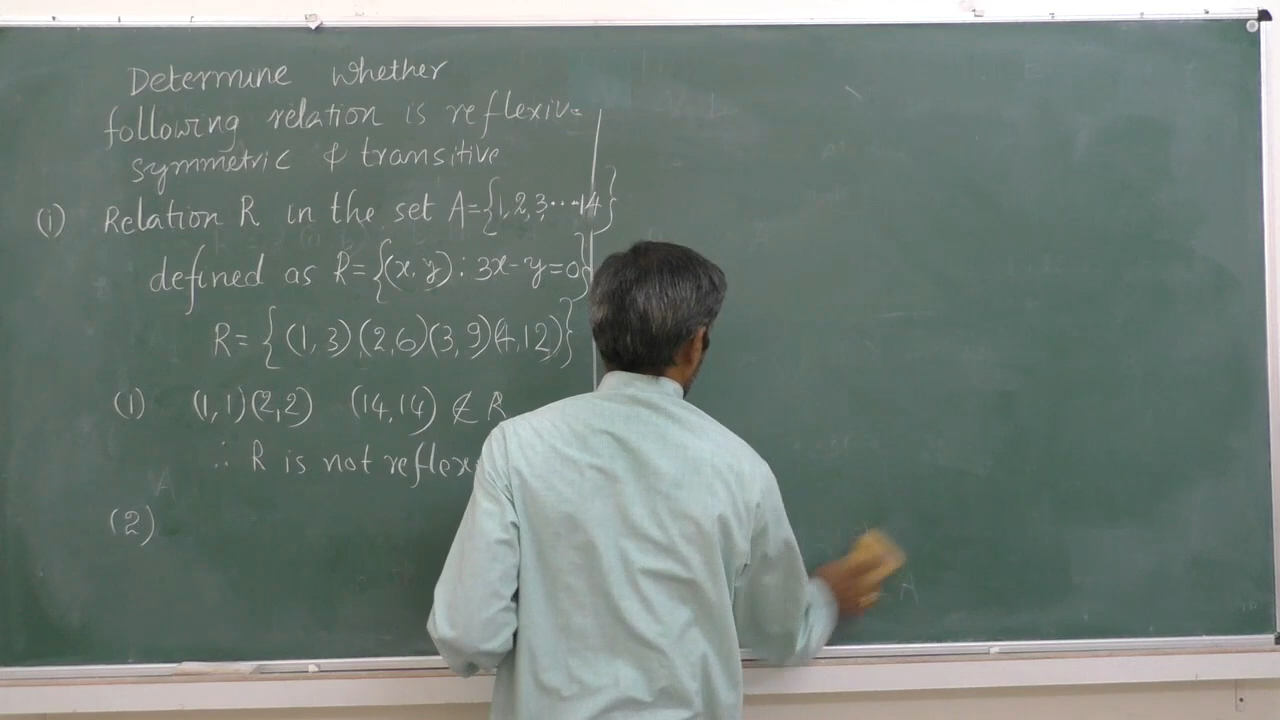 Determine whether
following relation is reflexive
symmetric & transitive
(i) Relation R in the set A={1,2,3,...14}
defined as R={(x,y): 3x-y=0}
R={(1,3)(2,6)(3,9)(4,12)}
(1) (1,1)(2,2) (14,14) ∉ R
∴ R is not reflex
(2)